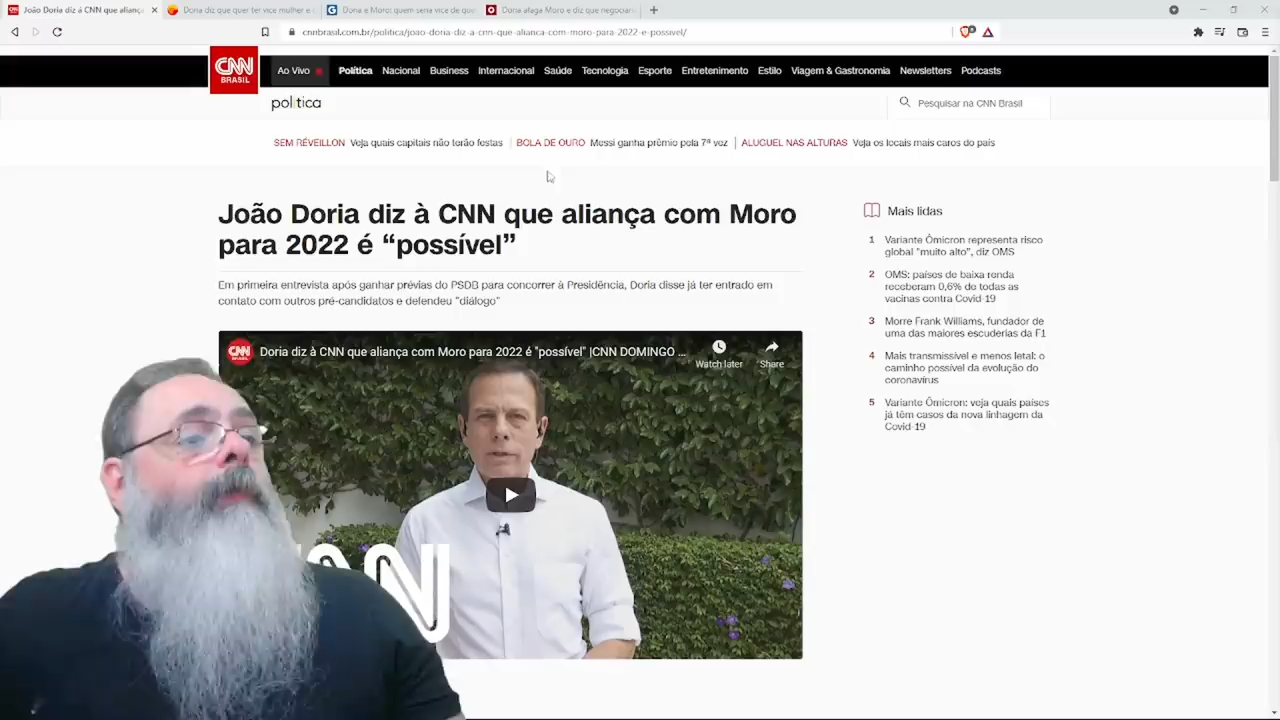 João Doria diz à CNN que aliança
Doria diz que quer ter vice mulher e
Doria e Moro: quem seria vice de que
Doria afaga Moro e diz que negociar
cnnbrasil.com.br/politica/joao-doria-diz-a-cnn-que-alianca-com-moro-para-2022-e-possivel/
CNN
BRASIL
Ao Vivo
Política
Nacional
Business
Internacional
Saúde
Tecnologia
Esporte
Entretenimento
Estilo
Viagem & Gastronomia
Newsletters
Podcasts
política
Pesquisar na CNN Brasil
SEM RÉVEILLON Veja quais capitais não terão festas
BOLA DE OURO Messi ganha prêmio pela 7ª vez
ALUGUEL NAS ALTURAS Veja os locais mais caros do país
João Doria diz à CNN que aliança com Moro
para 2022 é “possível”
Em primeira entrevista após ganhar prévias do PSDB para concorrer à Presidência, Doria disse já ter entrado em
contato com outros pré-candidatos e defendeu "diálogo"
CNN
BRASIL
Doria diz à CNN que aliança com Moro para 2022 é "possível" |CNN DOMINGO ...
Watch later
Share
CNN
Mais lidas
1 Variante Ômicron representa risco
global "muito alto", diz OMS
2 OMS: países de baixa renda
receberam 0,6% de todas as
vacinas contra Covid-19
3 Morre Frank Williams, fundador de
uma das maiores escuderias da F1
4 Mais transmissível e menos letal: o
caminho possível da evolução do
coronavírus
5 Variante Ômicron: veja quais países
já têm casos da nova linhagem da
Covid-19